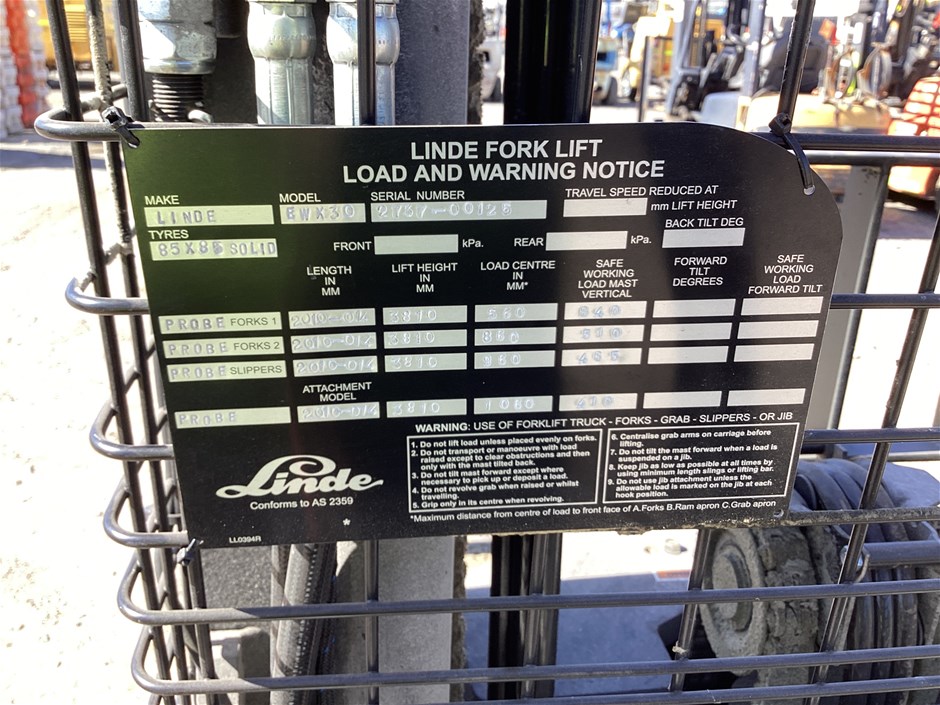 LINDE FORK LIFT
LOAD AND WARNING NOTICE
MAKE MODEL SERIAL NUMBER TRAVEL SPEED REDUCED AT
LINDE mm LIFT HEIGHT
TYRES BACK TILT DEG
85X85 SOLID FRONT kPa. REAR kPa.
LENGTH IN MM LIFT HEIGHT IN MM LOAD CENTRE IN MM* SAFE WORKING LOAD MAST VERTICAL FORWARD TILT DEGREES SAFE WORKING LOAD FORWARD TILT
PROBE FORKS 1 2010-014 3810
PROBE FORKS 2 2010-014 3810 860
PROBE SLIPPERS 2010-014 3810
ATTACHMENT MODEL
PROBE 2010-014 3810 1060
WARNING: USE OF FORKLIFT TRUCK - FORKS - GRAB - SLIPPERS - OR JIB
1. Do not lift load unless placed evenly on forks.
2. Do not transport or manoeuvre with load
raised except to clear obstructions and then
only with the mast tilted back.
3. Do not tilt mast forward except where
necessary to pick up or deposit a load.
4. Do not revolve grab when raised or whilst
travelling.
5. Grip only in its centre when revolving.
6. Centralise grab arms on carriage before
lifting.
7. Do not tilt the mast forward when a load is
suspended on a jib.
8. Keep jib as low as possible at all times by
using minimum length slings or lifting bar.
9. Do not use jib attachment unless the
allowable load is marked on the jib at each
hook position.
*Maximum distance from centre of load to front face of A.Forks B.Ram apron C.Grab apron
Linde
Conforms to AS 2359
*
LL0394R